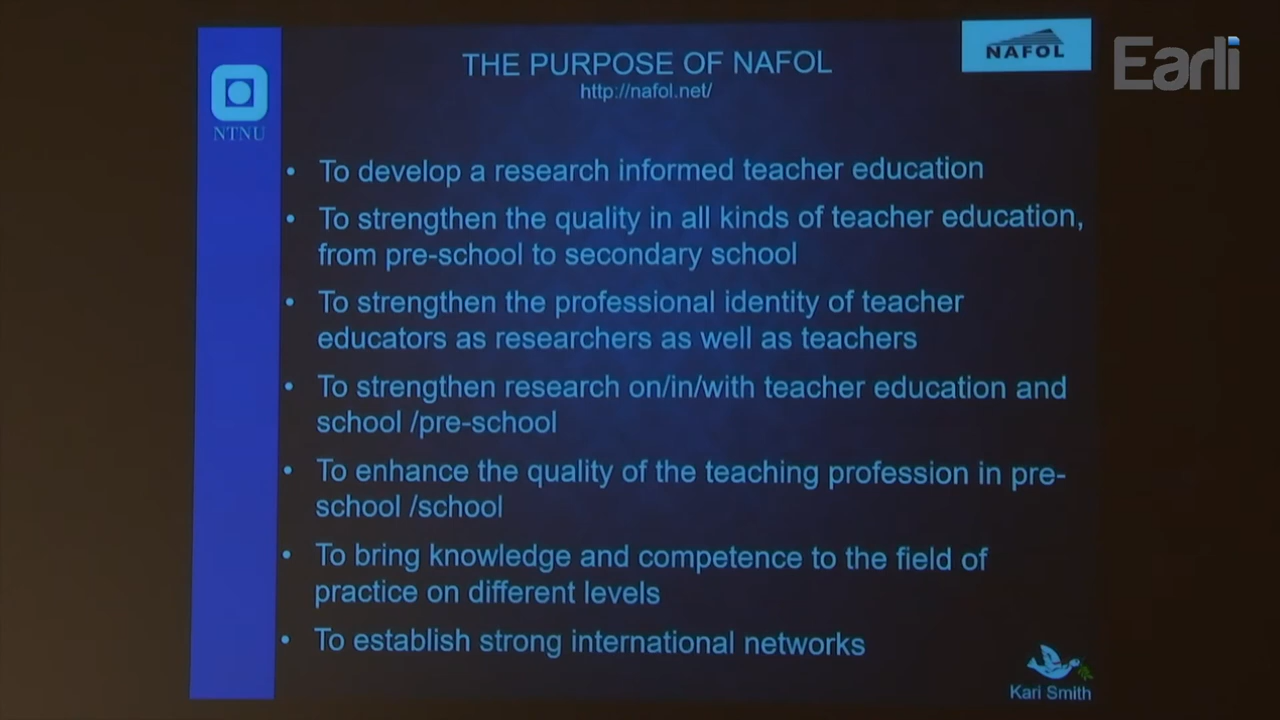 THE PURPOSE OF NAFOL
http://nafol.net/
NAFOL
Earli
NTNU
• To develop a research informed teacher education
• To strengthen the quality in all kinds of teacher education,
from pre-school to secondary school
• To strengthen the professional identity of teacher
educators as researchers as well as teachers
• To strengthen research on/in/with teacher education and
school /pre-school
• To enhance the quality of the teaching profession in pre-
school /school
• To bring knowledge and competence to the field of
practice on different levels
• To establish strong international networks
Kari Smith